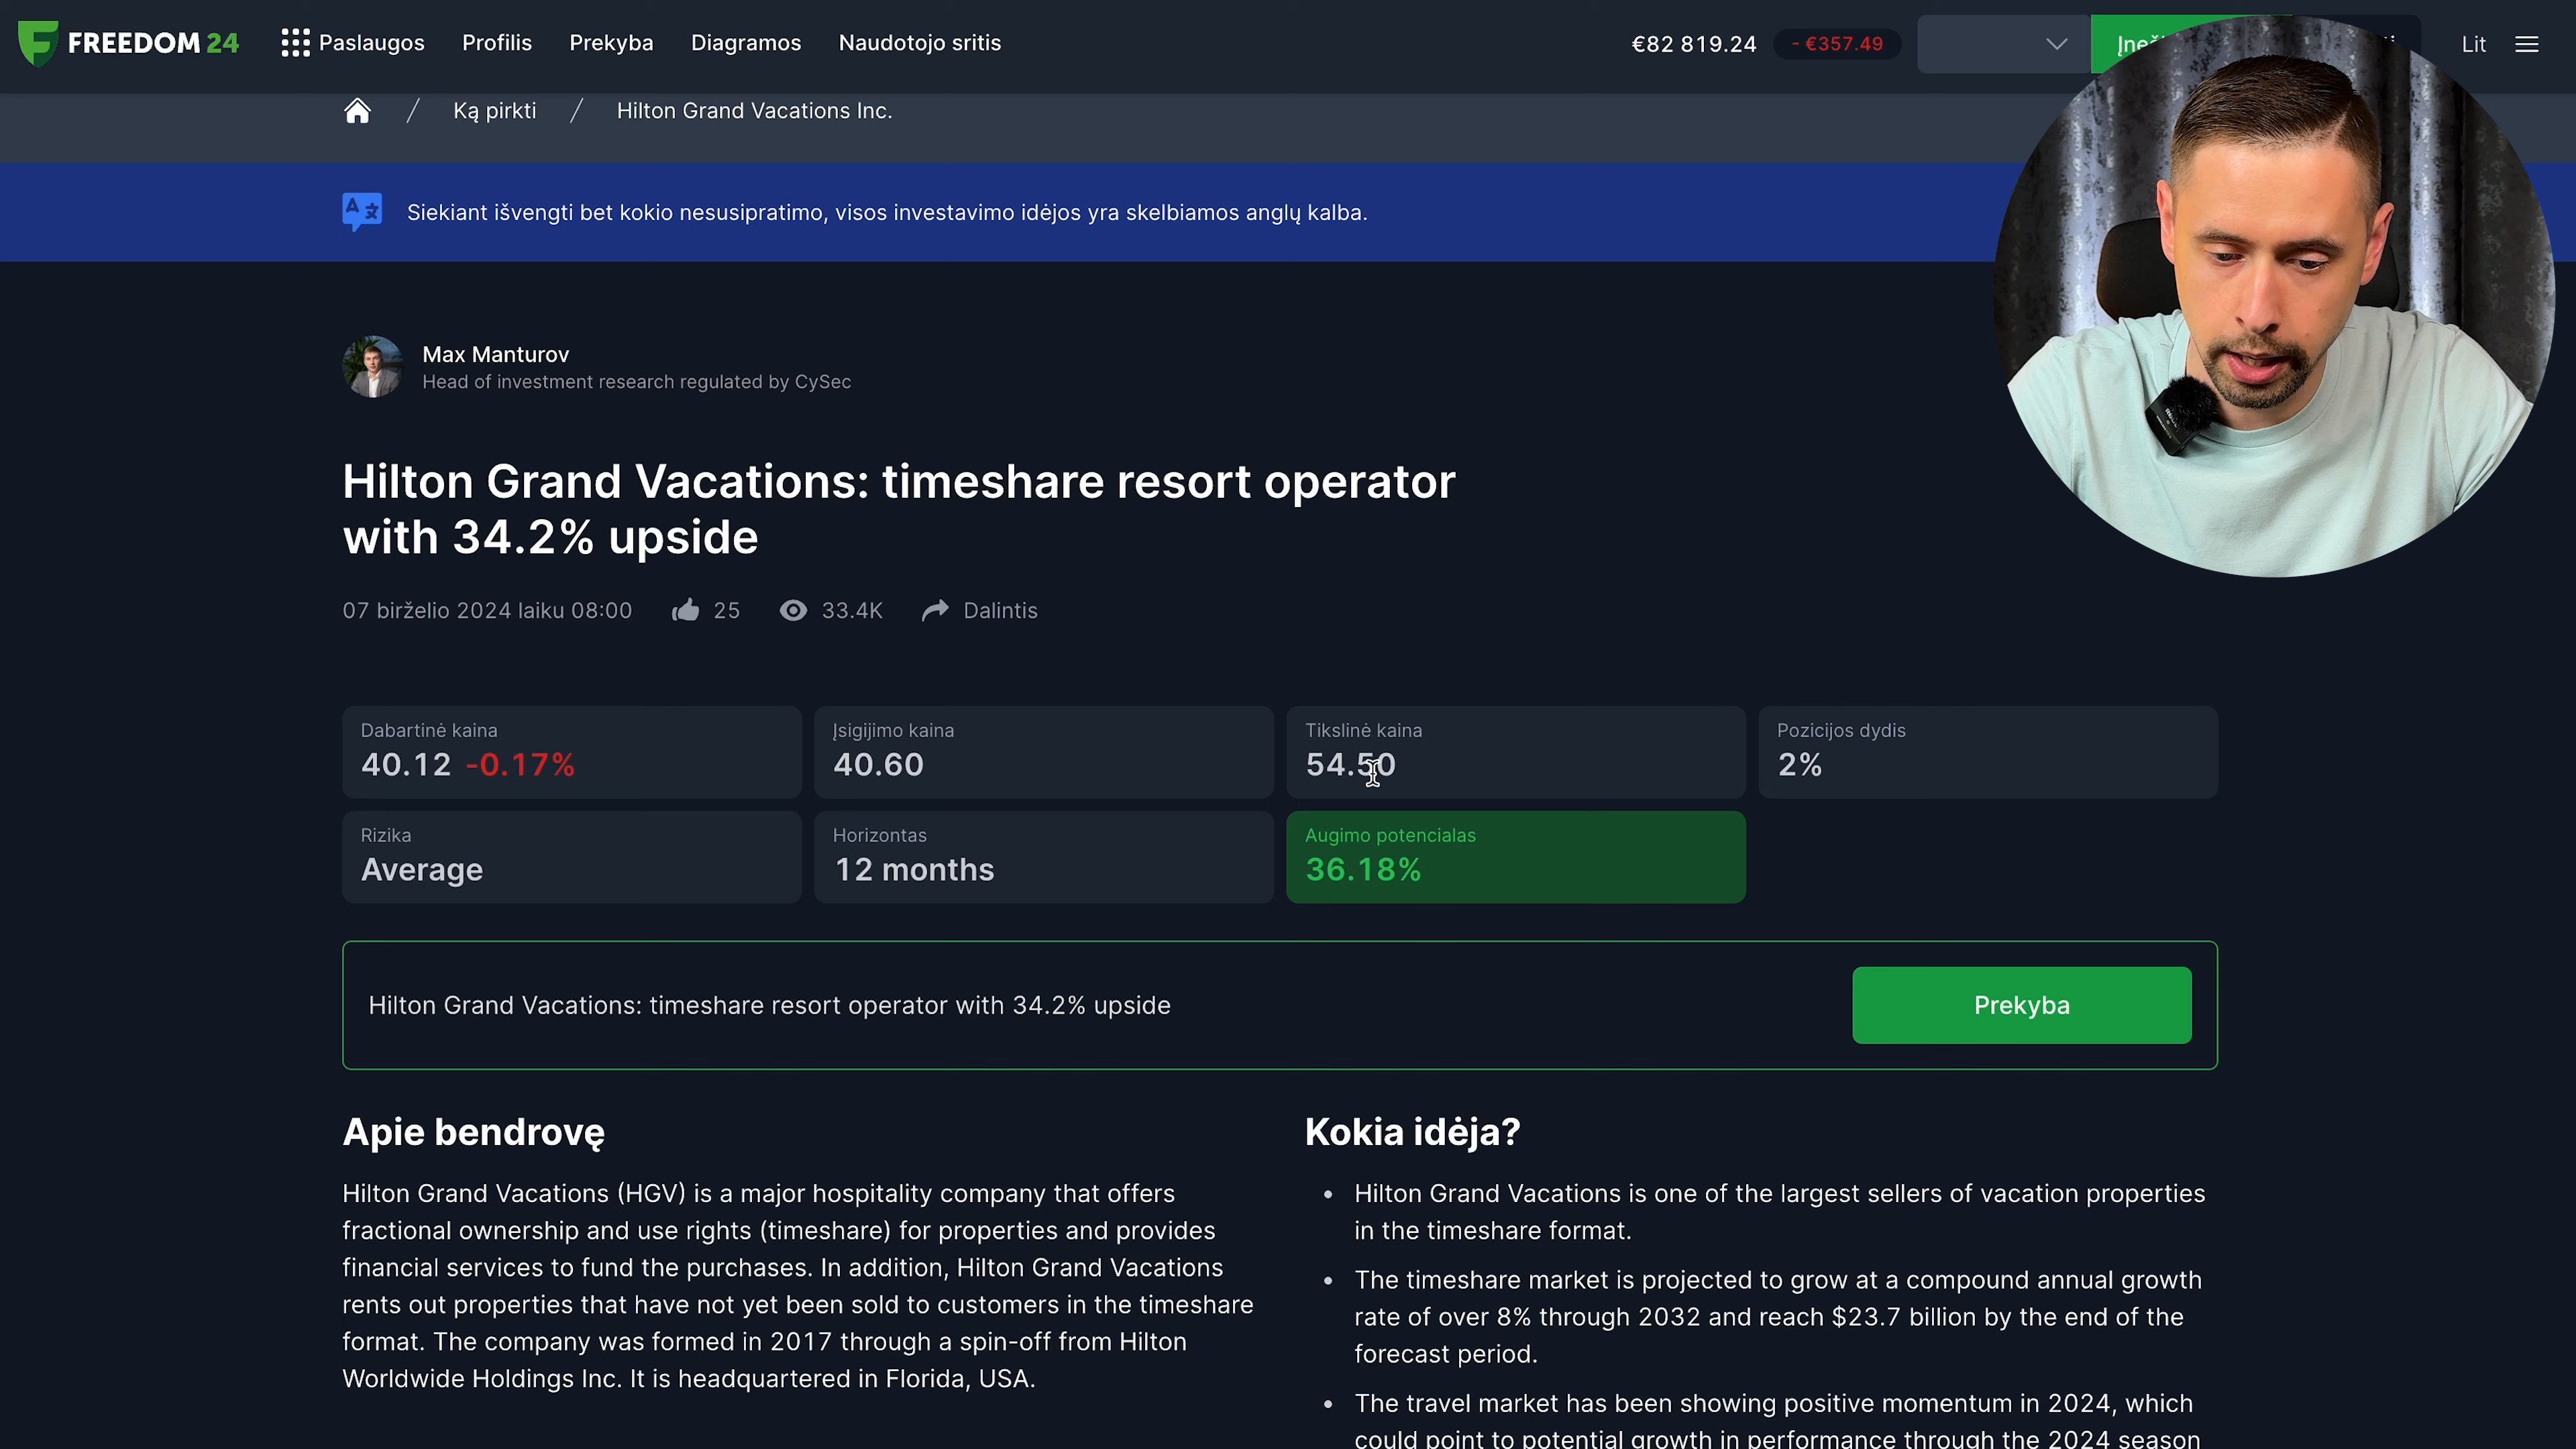 FREEDOM 24 Paslaugos Profilis Prekyba Diagramos Naudotojo sritis €82 819.24 - €357.49 Lit
Ką pirkti / Hilton Grand Vacations Inc.
Siekiant išvengti bet kokio nesusipratimo, visos investavimo idėjos yra skelbiamos anglų kalba.
Max Manturov
Head of investment research regulated by CySec
Hilton Grand Vacations: timeshare resort operator
with 34.2% upside
07 birželio 2024 laiku 08:00 25 33.4K Dalintis
Dabartinė kaina
40.12 -0.17%
Įsigijimo kaina
40.60
Tikslinė kaina
54.50
Pozicijos dydis
2%
Rizika
Average
Horizontas
12 months
Augimo potencialas
36.18%
Hilton Grand Vacations: timeshare resort operator with 34.2% upside
Prekyba
Apie bendrovę
Hilton Grand Vacations (HGV) is a major hospitality company that offers
fractional ownership and use rights (timeshare) for properties and provides
financial services to fund the purchases. In addition, Hilton Grand Vacations
rents out properties that have not yet been sold to customers in the timeshare
format. The company was formed in 2017 through a spin-off from Hilton
Worldwide Holdings Inc. It is headquartered in Florida, USA.
Kokia idėja?
• Hilton Grand Vacations is one of the largest sellers of vacation properties
in the timeshare format.
• The timeshare market is projected to grow at a compound annual growth
rate of over 8% through 2032 and reach $23.7 billion by the end of the
forecast period.
• The travel market has been showing positive momentum in 2024, which
could point to potential growth in performance through the 2024 season